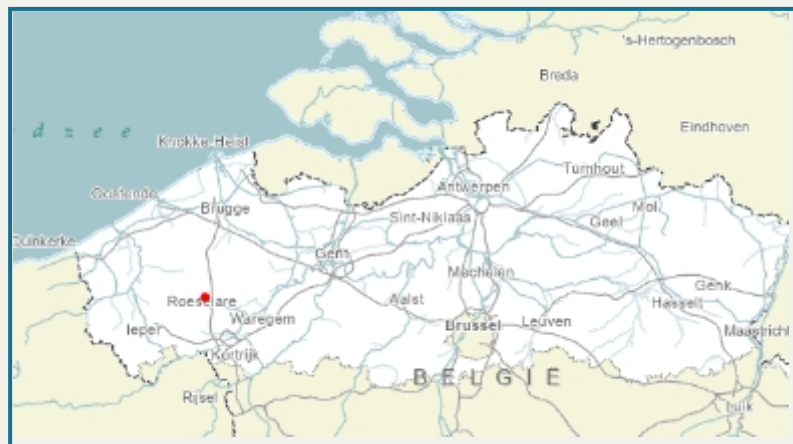 's-Hertogenbosch
Breda
d z e e
Eindhoven
Knokke-Heist
Turnhout
Antwerpen
Oostende
Brugge
Sint-Niklaas
Mol
Geel
Duinkerke
Gent
Mechelen
Genk
Roeselare
Aalst
Hasselt
Waregem
Ieper
Brussel
Leuven
Maastricht
Kortrijk
BELGIË
Rijsel
Luik